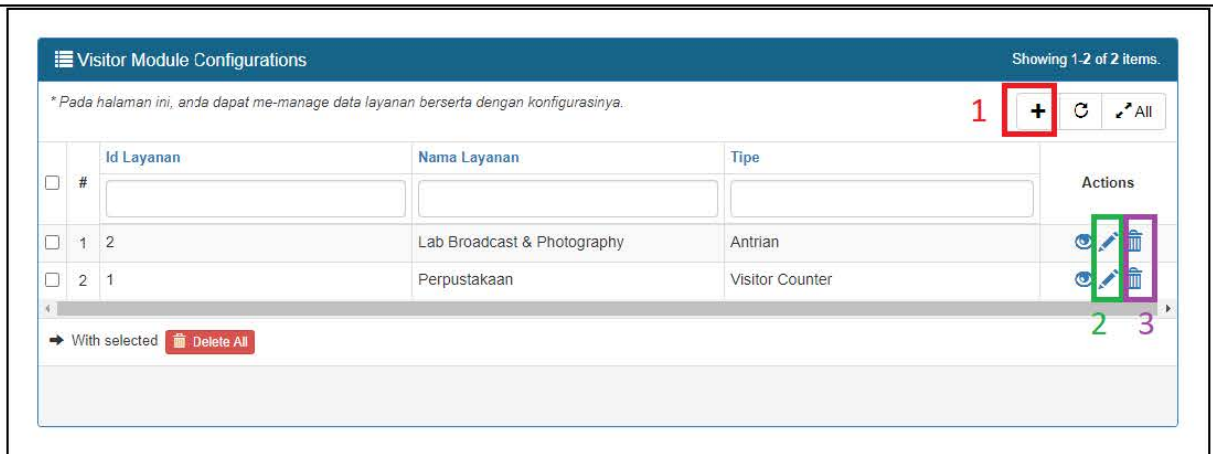 Visitor Module Configurations Showing 1-2 of 2 items.
* Pada halaman ini, anda dapat me-manage data layanan berserta dengan konfigurasinya.
1 + All
# Id Layanan Nama Layanan Tipe Actions
1 2 Lab Broadcast & Photography Antrian
2 1 Perpustakaan Visitor Counter
2 3
With selected Delete All